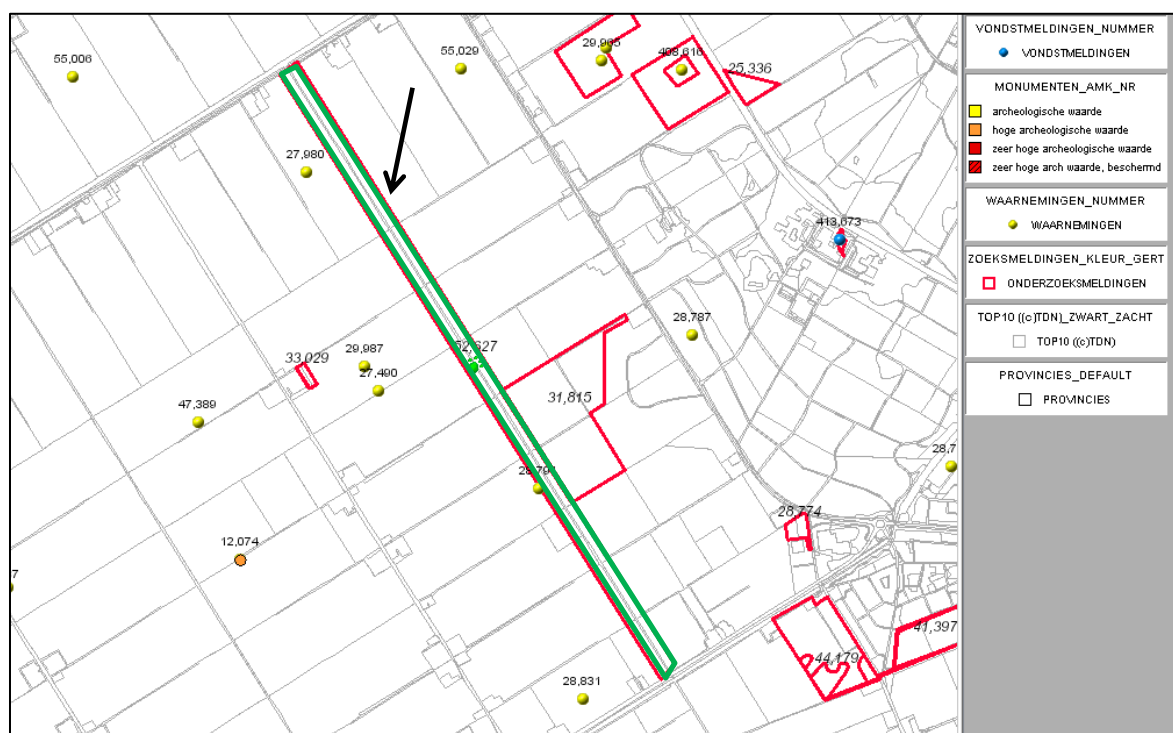 55,006
55,029
29,965
408,616
25,336
27,980
413,673
28,787
52,627
33,029
29,987
27,490
31,815
47,389
28,791
28,7
28,774
12,074
7
41,397
44,179
28,831
VONDSTMELDINGEN_NUMMER
VONDSTMELDINGEN
MONUMENTEN_AMK_NR
archeologische waarde
hoge archeologische waarde
zeer hoge archeologische waarde
zeer hoge arch waarde, beschermd
WAARNEMINGEN_NUMMER
WAARNEMINGEN
ZOEKSMELDINGEN_KLEUR_GERT
ONDERZOEKSMELDINGEN
TOP10 ((c)TDN)_ZWART_ZACHT
TOP10 ((c)TDN)
PROVINCIES_DEFAULT
PROVINCIES